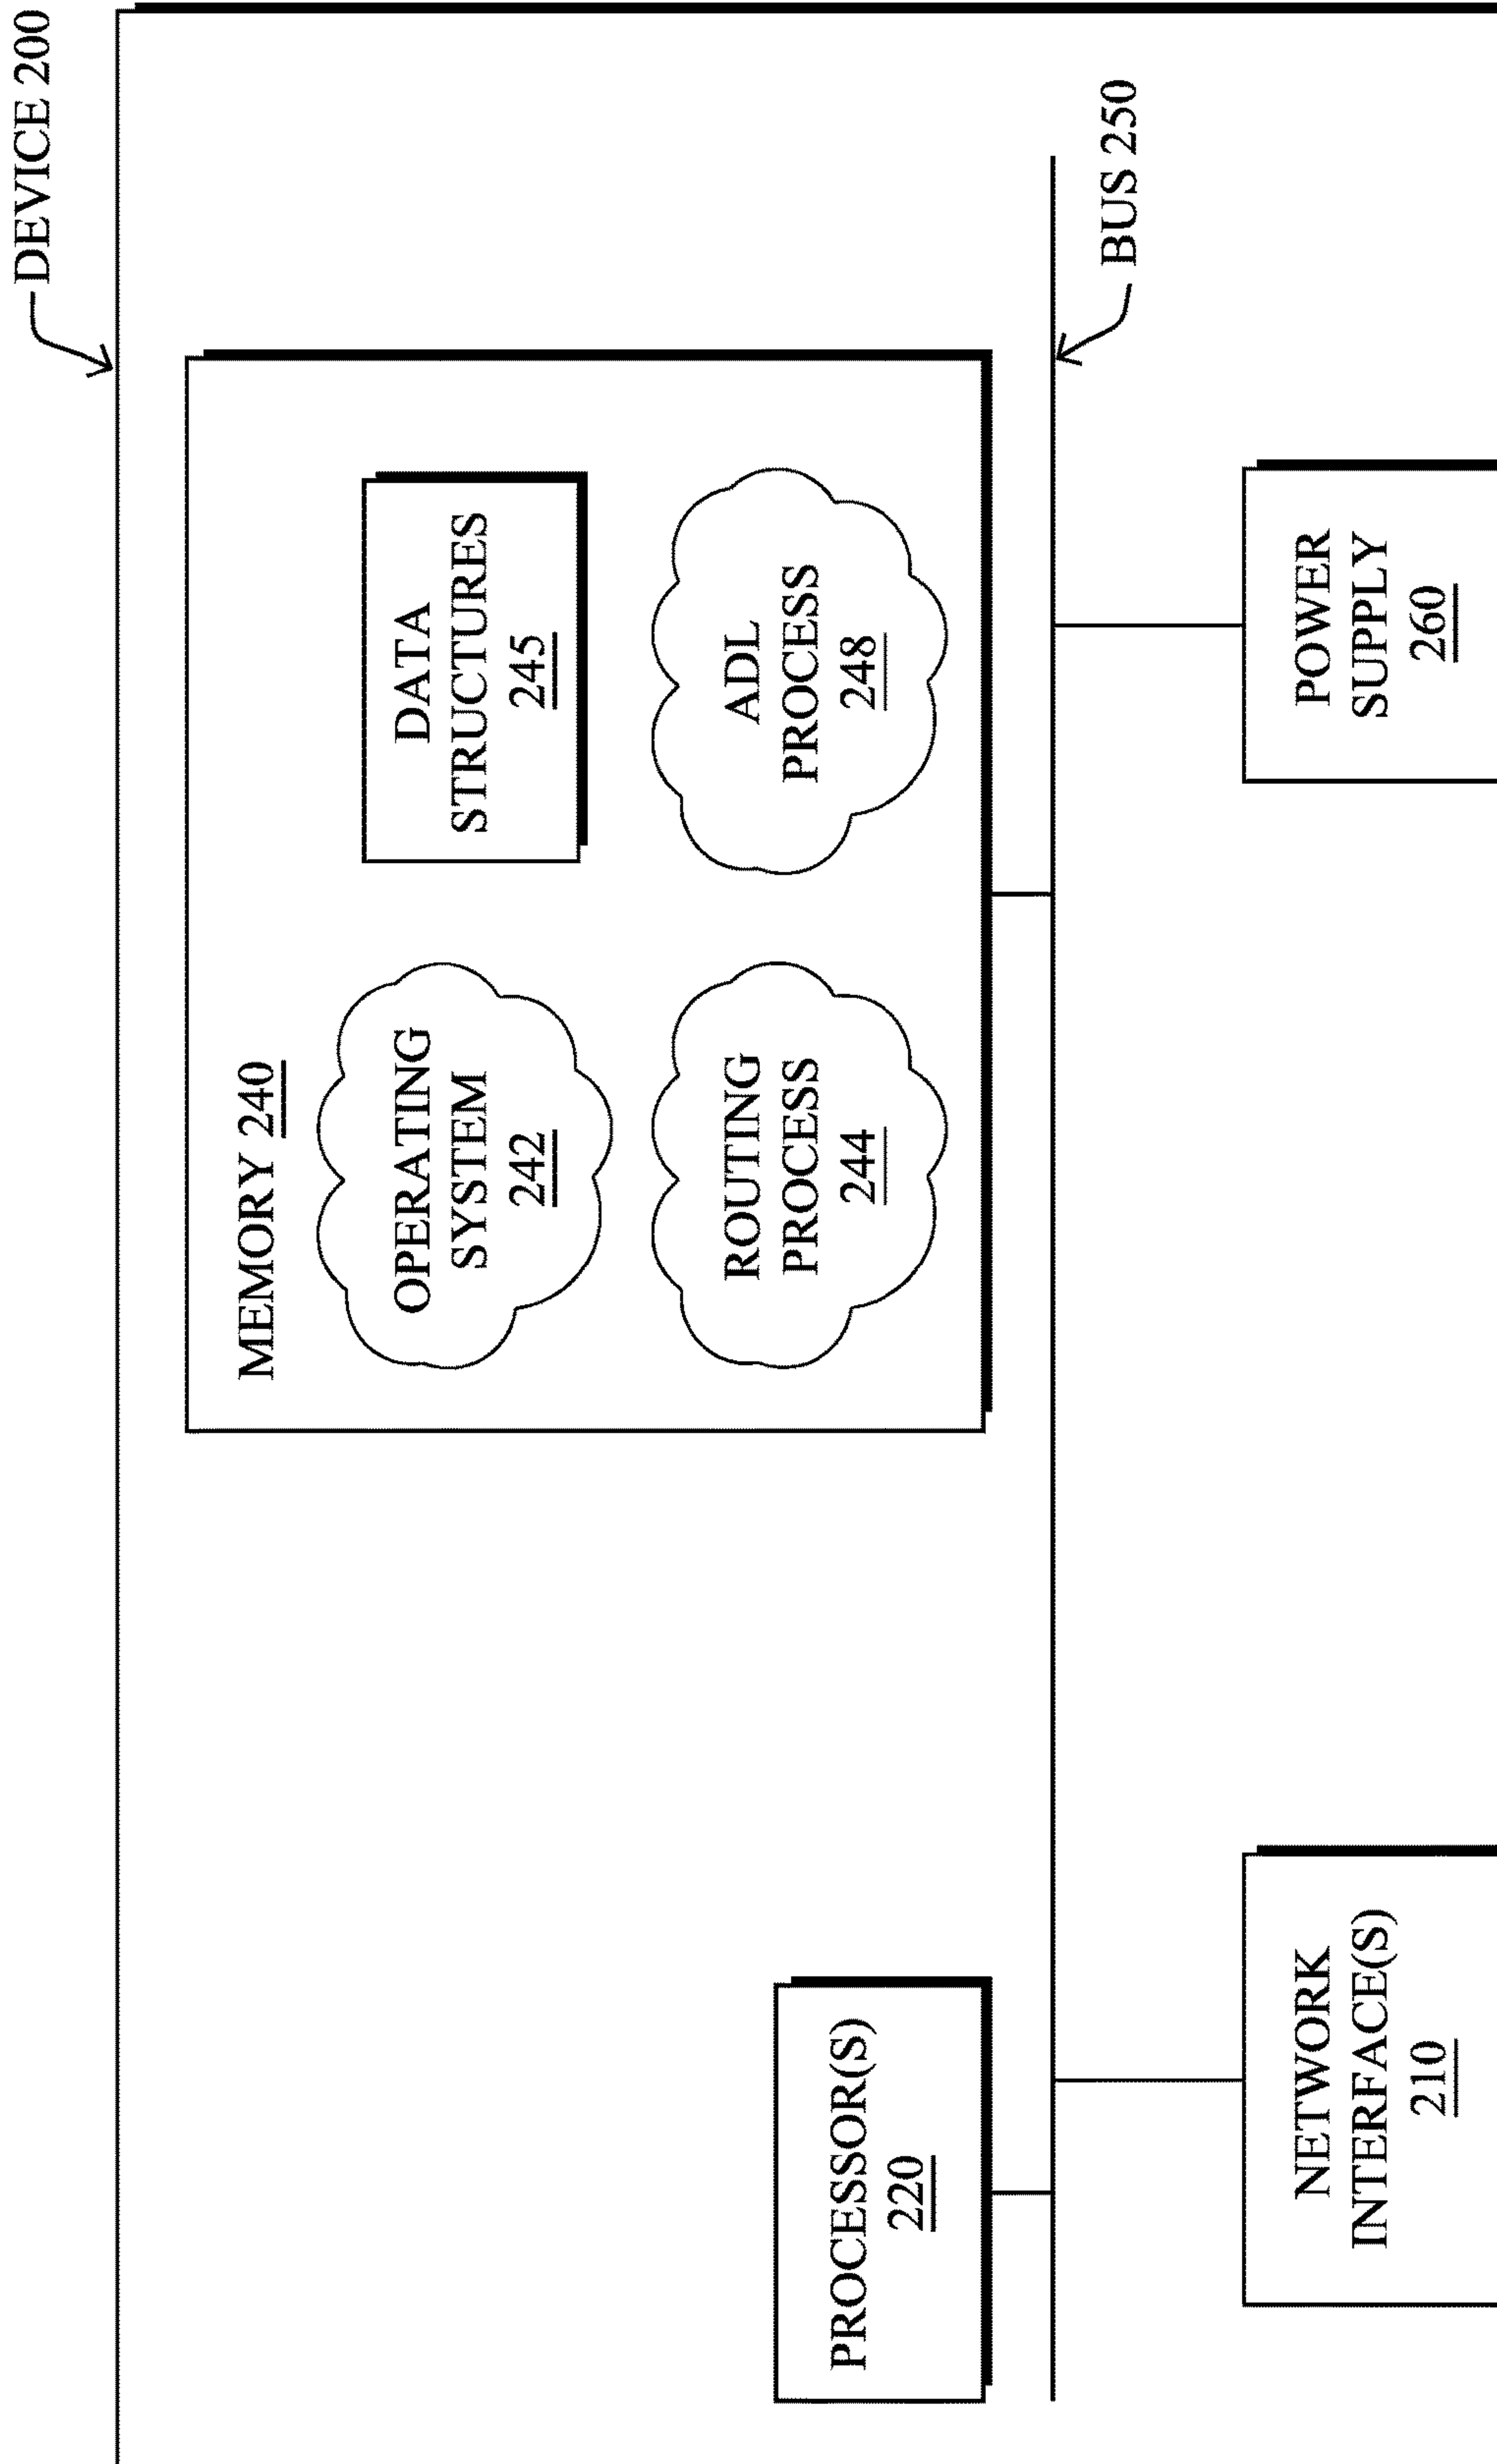 DEVICE 200
MEMORY 240
OPERATING
SYSTEM
242
DATA
STRUCTURES
245
ROUTING
PROCESS
244
ADL
PROCESS
248
PROCESSOR(S)
220
BUS 250
NETWORK
INTERFACE(S)
210
POWER
SUPPLY
260